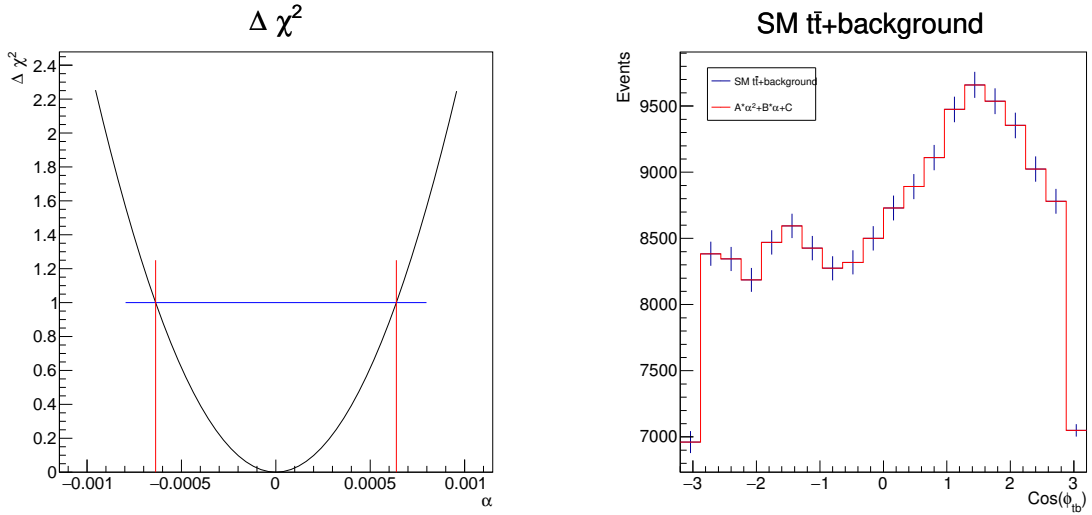 Δ χ²
Δ χ²
2.4
2.2
2
1.8
1.6
1.4
1.2
1
0.8
0.6
0.4
0.2
0
−0.001 −0.0005 0 0.0005 0.001
α
SM tt̄+background
Events
SM tt̄+background
A*α²+B*α+C
9500
9000
8500
8000
7500
7000
−3 −2 −1 0 1 2 3
Cos(ϕ_tb)